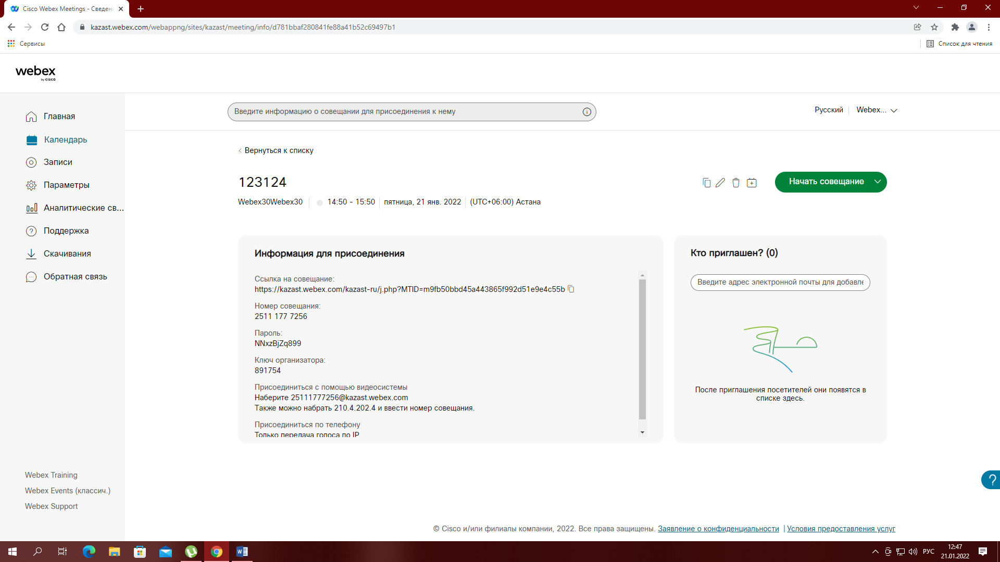 Cisco Webex Meetings - Сведен
kazast.webex.com/webappng/sites/kazast/meeting/info/d781bbaf280841fe88a41b52c69497b1
Сервисы
Список для чтения
webex
by cisco
Введите информацию о совещании для присоединения к нему
Русский
Webex...
Главная
Календарь
Записи
Параметры
Аналитические св...
Поддержка
Скачивания
Обратная связь
Вернуться к списку
123124
Начать совещание
Webex30Webex30
14:50 - 15:50
пятница, 21 янв. 2022
(UTC+06:00) Астана
Информация для присоединения
Ссылка на совещание:
https://kazast.webex.com/kazast-ru/j.php?MTID=m9fb50bbd45a443865f992d51e9e4c55b
Номер совещания:
2511 177 7256
Пароль:
NNxzBjZq899
Ключ организатора:
891754
Присоединиться с помощью видеосистемы
Наберите 25111777256@kazast.webex.com
Также можно набрать 210.4.202.4 и ввести номер совещания.
Присоединиться по телефону
Только передача голоса по IP
Кто приглашен? (0)
Введите адрес электронной почты для добавле
После приглашения посетителей они появятся в
списке здесь.
Webex Training
Webex Events (классич.)
Webex Support
© Cisco и/или филиалы компании, 2022. Все права защищены. Заявление о конфиденциальности | Условия предоставления услуг
РУС
12:47
21.01.2022